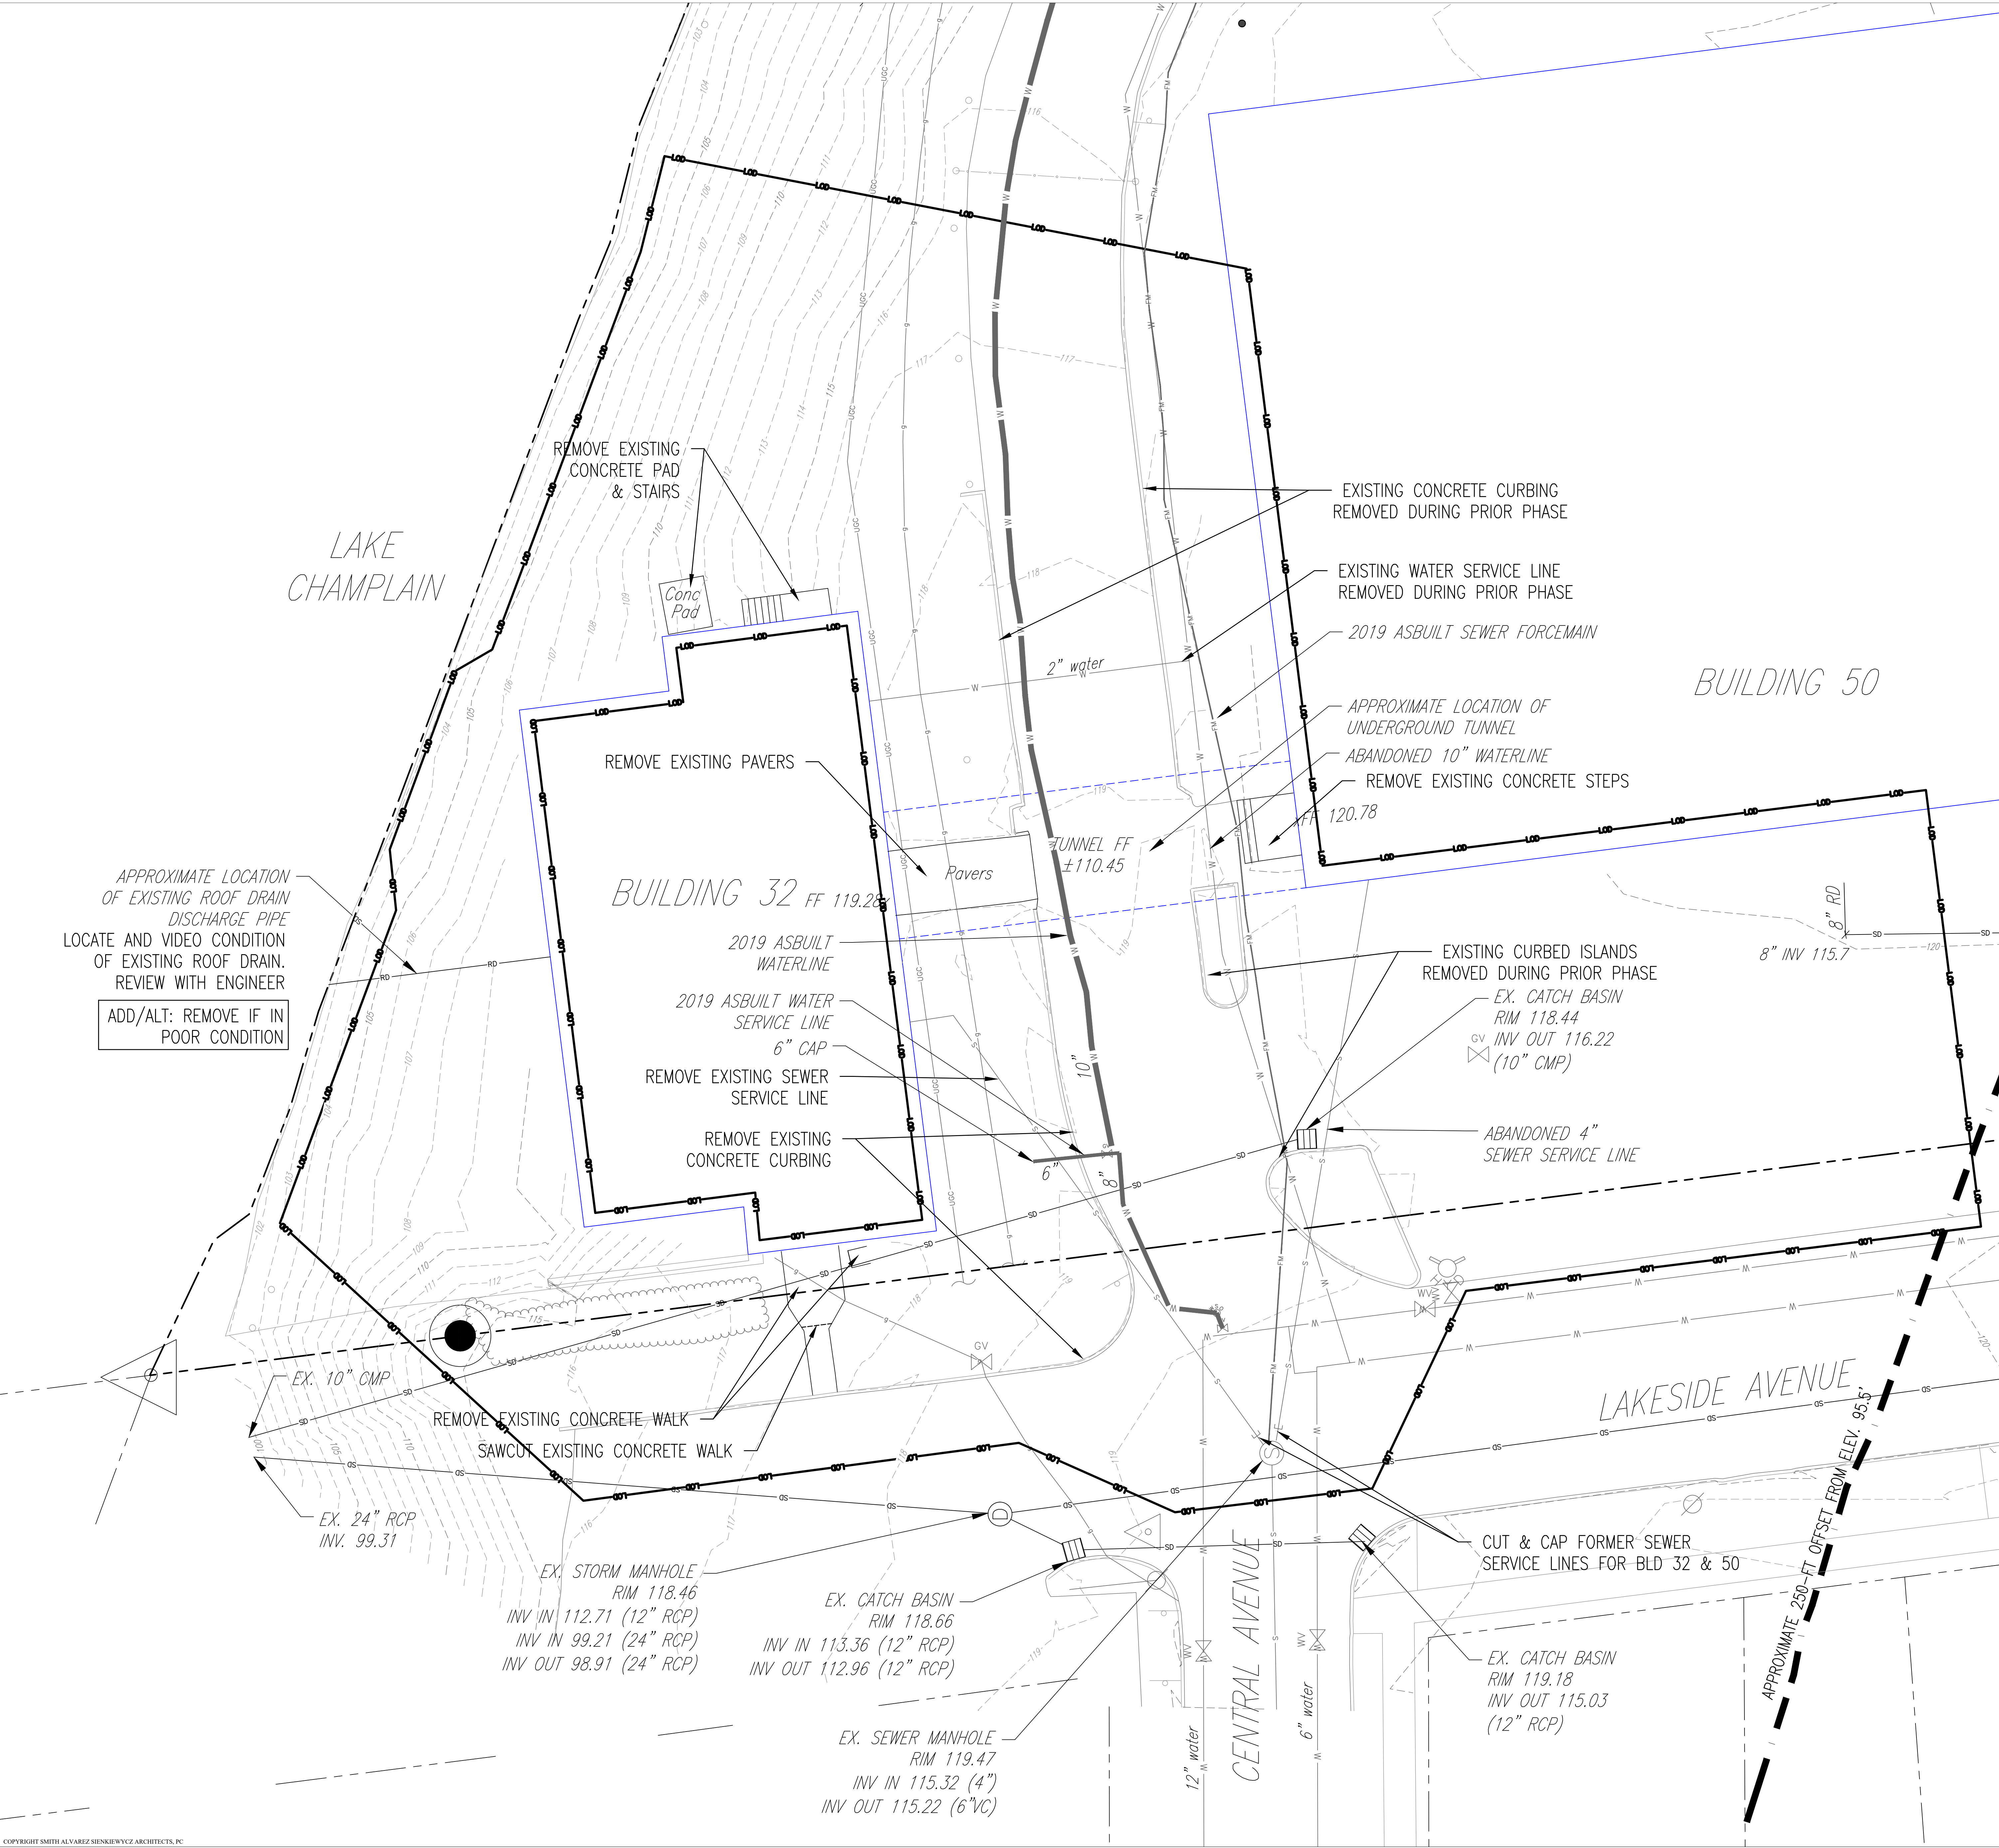 REMOVE EXISTING
CONCRETE PAD
& STAIRS
LAKE
CHAMPLAIN
Conc
Pad
EXISTING CONCRETE CURBING
REMOVED DURING PRIOR PHASE
EXISTING WATER SERVICE LINE
REMOVED DURING PRIOR PHASE
2019 ASBUILT SEWER FORCEMAIN
2" water
BUILDING 50
APPROXIMATE LOCATION OF
UNDERGROUND TUNNEL
ABANDONED 10" WATERLINE
REMOVE EXISTING CONCRETE STEPS
FF 120.78
REMOVE EXISTING PAVERS
TUNNEL FF
±110.45
Pavers
BUILDING 32 FF 119.28
APPROXIMATE LOCATION
OF EXISTING ROOF DRAIN
DISCHARGE PIPE
LOCATE AND VIDEO CONDITION
OF EXISTING ROOF DRAIN.
REVIEW WITH ENGINEER
ADD/ALT: REMOVE IF IN
POOR CONDITION
8" RD
8" INV 115.7
2019 ASBUILT
WATERLINE
2019 ASBUILT WATER
SERVICE LINE
6" CAP
REMOVE EXISTING SEWER
SERVICE LINE
REMOVE EXISTING
CONCRETE CURBING
10"
6"
8"
EXISTING CURBED ISLANDS
REMOVED DURING PRIOR PHASE
EX. CATCH BASIN
RIM 118.44
GV INV OUT 116.22
(10" CMP)
ABANDONED 4"
SEWER SERVICE LINE
GV
WV
WV
EX. 10" CMP
REMOVE EXISTING CONCRETE WALK
SAWCUT EXISTING CONCRETE WALK
EX. 24" RCP
INV. 99.31
EX. STORM MANHOLE
RIM 118.46
INV IN 112.71 (12" RCP)
INV IN 99.21 (24" RCP)
INV OUT 98.91 (24" RCP)
EX. CATCH BASIN
RIM 118.66
INV IN 113.36 (12" RCP)
INV OUT 112.96 (12" RCP)
EX. SEWER MANHOLE
RIM 119.47
INV IN 115.32 (4")
INV OUT 115.22 (6"VC)
D
S
LAKESIDE AVENUE
CUT & CAP FORMER SEWER
SERVICE LINES FOR BLD 32 & 50
CENTRAL AVENUE
WV
WV
12" water
6" water
EX. CATCH BASIN
RIM 119.18
INV OUT 115.03
(12" RCP)
APPROXIMATE 250-FT OFFSET FROM ELEV. 95.5'
COPYRIGHT SMITH ALVAREZ SIENKIEWYCZ ARCHITECTS, PC